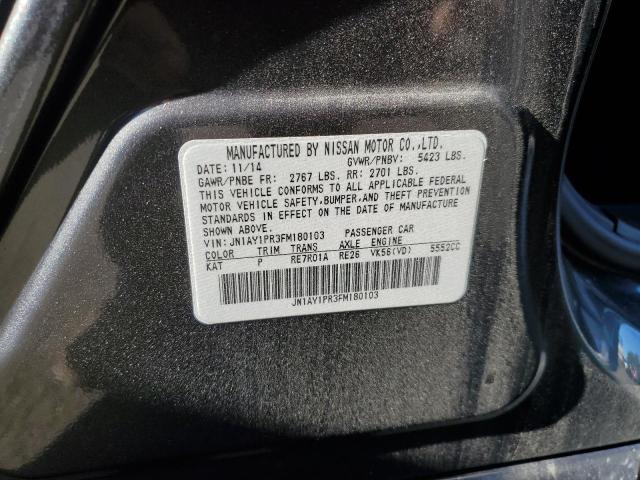 MANUFACTURED BY NISSAN MOTOR CO.,LTD.
DATE: 11/14 GVWR/PNBV: 5423 LBS.
GAWR/PNBE FR: 2767 LBS. RR: 2701 LBS.
THIS VEHICLE CONFORMS TO ALL APPLICABLE FEDERAL
MOTOR VEHICLE SAFETY,BUMPER,AND THEFT PREVENTION
STANDARDS IN EFFECT ON THE DATE OF MANUFACTURE
SHOWN ABOVE.
VIN: JN1AY1PR3FM180103 PASSENGER CAR
COLOR TRIM TRANS AXLE ENGINE
KAT P RE7R01A RE26 VK56(VD) 5552CC
JN1AY1PR3FM180103